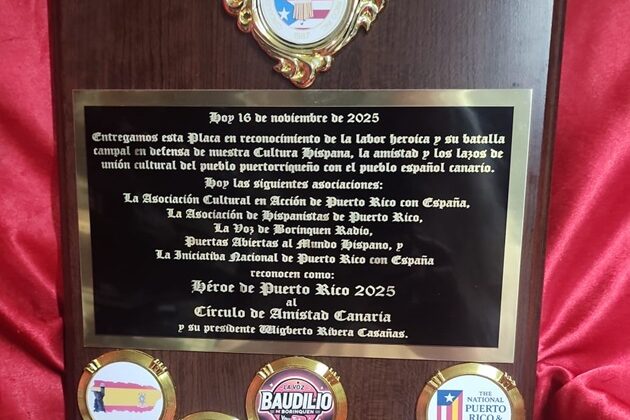 1987
Hoy 16 de noviembre de 2025
Entregamos esta Placa en reconocimiento de la labor heroica y su batalla
campal en defensa de nuestra Cultura Hispana, la amistad y los lazos de
unión cultural del pueblo puertorriqueño con el pueblo español canario.
Hoy las siguientes asociaciones:
La Asociación Cultural en Acción de Puerto Rico con España,
La Asociación de Hispanistas de Puerto Rico,
La Voz de Borinquen Radio,
Puertas Abiertas al Mundo Hispano, y
La Iniciativa Nacional de Puerto Rico con España
reconocen como:
Héroe de Puerto Rico 2025
al
Círculo de Amistad Canaria
y su presidente Wigberto Rivera Casañas.
LA VOZ
BAUDILIO
DE BORINQUEN
THE
NATIONAL
PUERTO
RICO &